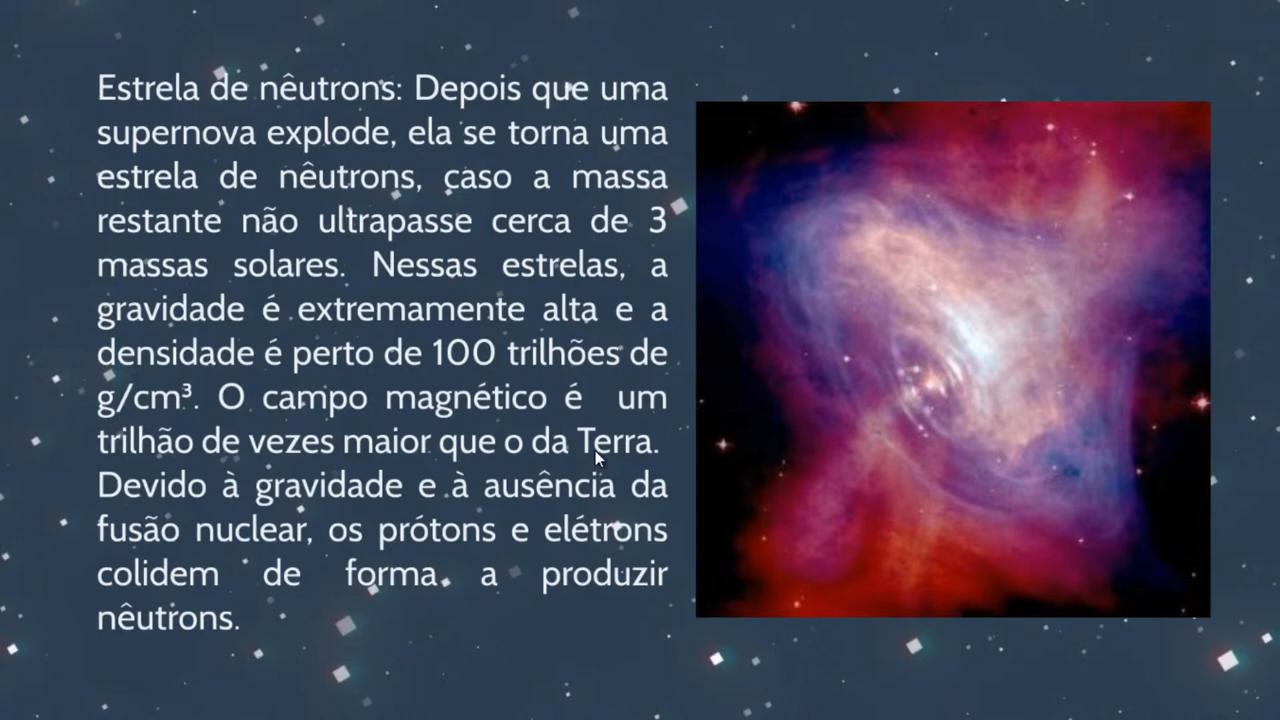 Estrela de nêutrons: Depois que uma
supernova explode, ela se torna uma
estrela de nêutrons, caso a massa
restante não ultrapasse cerca de 3
massas solares. Nessas estrelas, a
gravidade é extremamente alta e a
densidade é perto de 100 trilhões de
g/cm³. O campo magnético é um
trilhão de vezes maior que o da Terra.
Devido à gravidade e à ausência da
fusão nuclear, os prótons e elétrons
colidem de forma a produzir
nêutrons.